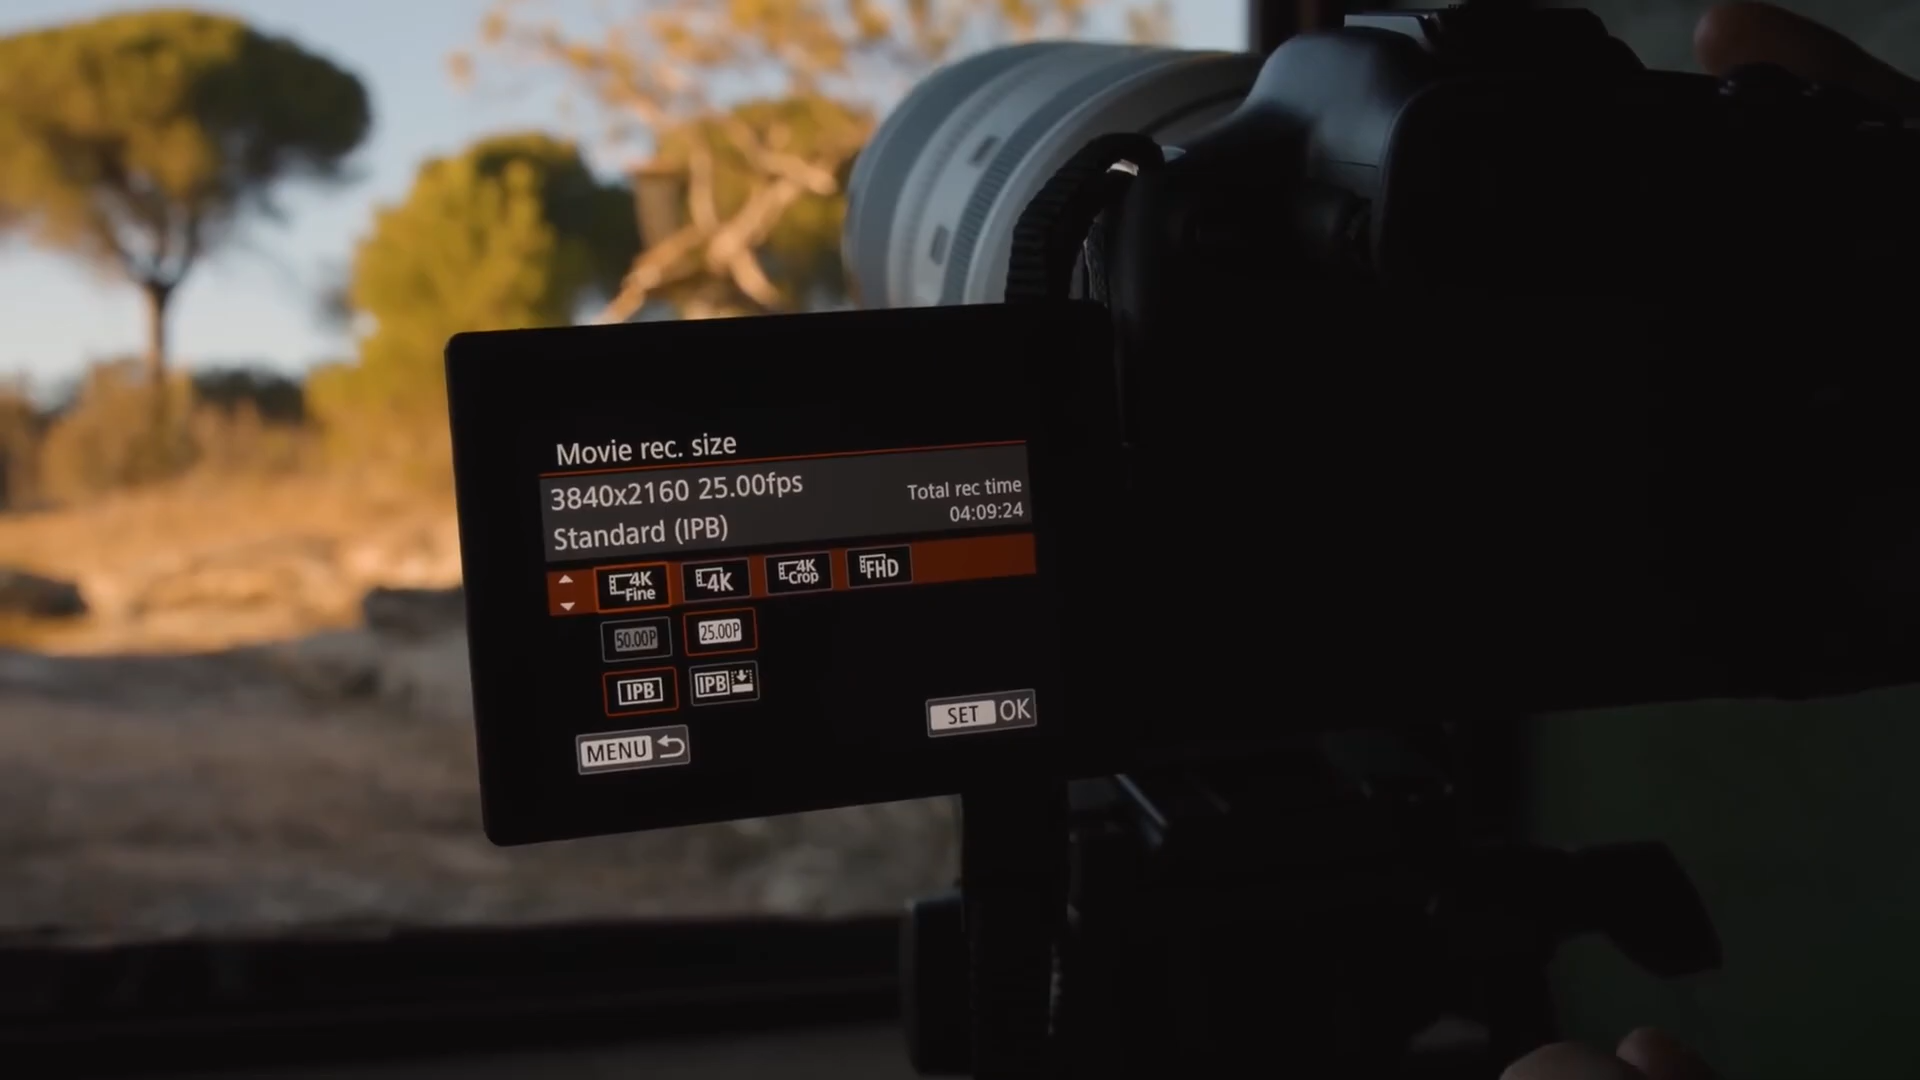 Movie rec. size
3840x2160 25.00fps
Standard (IPB)
Total rec time
04:09:24
4K Fine
4K
4K Crop
FHD
50.00P
25.00P
IPB
IPB
MENU
SET OK